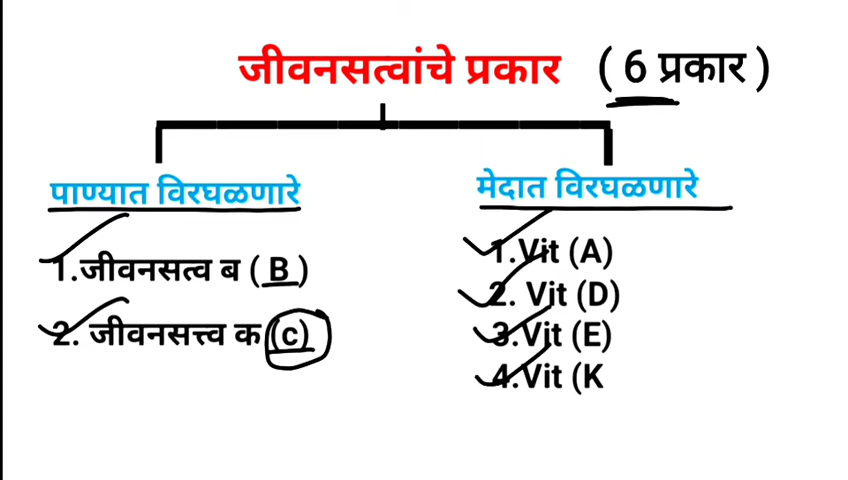 जीवनसत्वांचे प्रकार ( 6 प्रकार )
पाण्यात विरघळणारे
1.जीवनसत्व ब ( B )
2. जीवनसत्त्व क (c)
मेदात विरघळणारे
1.Vit (A)
2. Vit (D)
3.Vit (E)
4.Vit (K